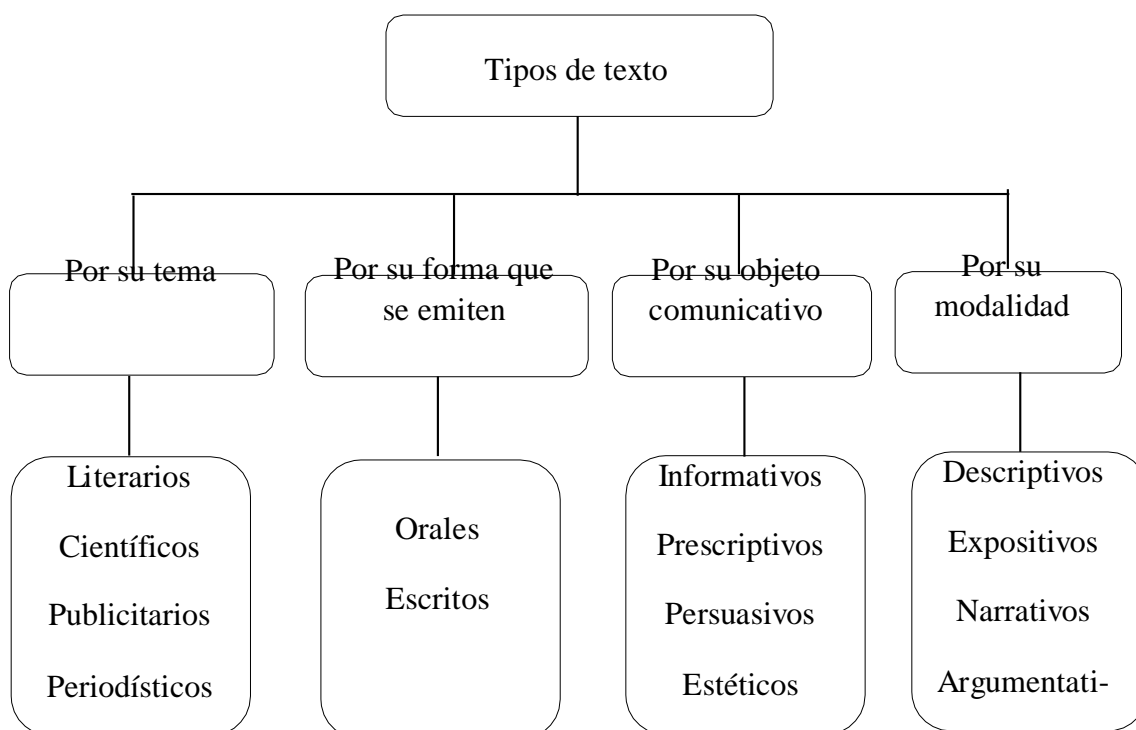 Tipos de texto
Por su tema
Por su forma que
se emiten
Por su objeto
comunicativo
Por su
modalidad
Literarios
Científicos
Publicitarios
Periodísticos
Orales
Escritos
Informativos
Prescriptivos
Persuasivos
Estéticos
Descriptivos
Expositivos
Narrativos
Argumentati-